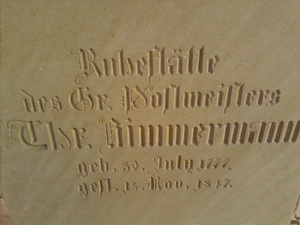 Ruhestätte
des Gr. Postmeisters
Chr. Zimmermann
geb. 30. July 1777.
gest. 15. Nov. 1847.